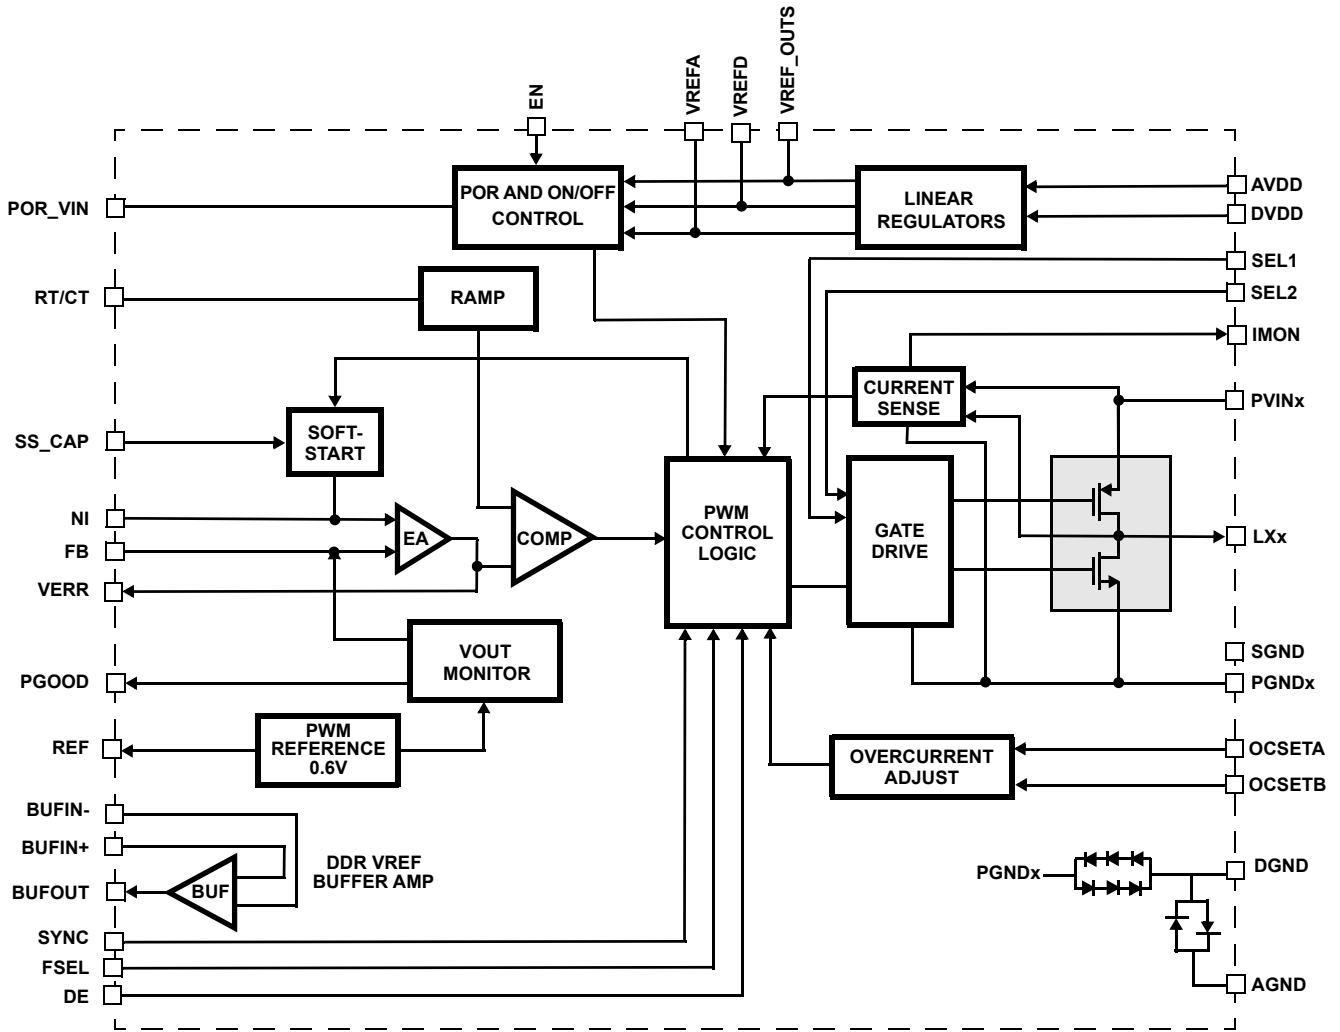 EN
VREFA
VREFD
VREF_OUTS
POR_VIN
POR AND ON/OFF
CONTROL
LINEAR
REGULATORS
AVDD
DVDD
SEL1
SEL2
RT/CT
RAMP
IMON
CURRENT
SENSE
PVINx
SS_CAP
SOFT-
START
NI
FB
VERR
EA
COMP
PWM
CONTROL
LOGIC
GATE
DRIVE
LXx
SGND
PGNDx
VOUT
MONITOR
PGOOD
REF
PWM
REFERENCE
0.6V
OVERCURRENT
ADJUST
OCSETA
OCSETB
BUFIN-
BUFIN+
BUFOUT
BUF
DDR VREF
BUFFER AMP
PGNDx
DGND
SYNC
FSEL
DE
AGND